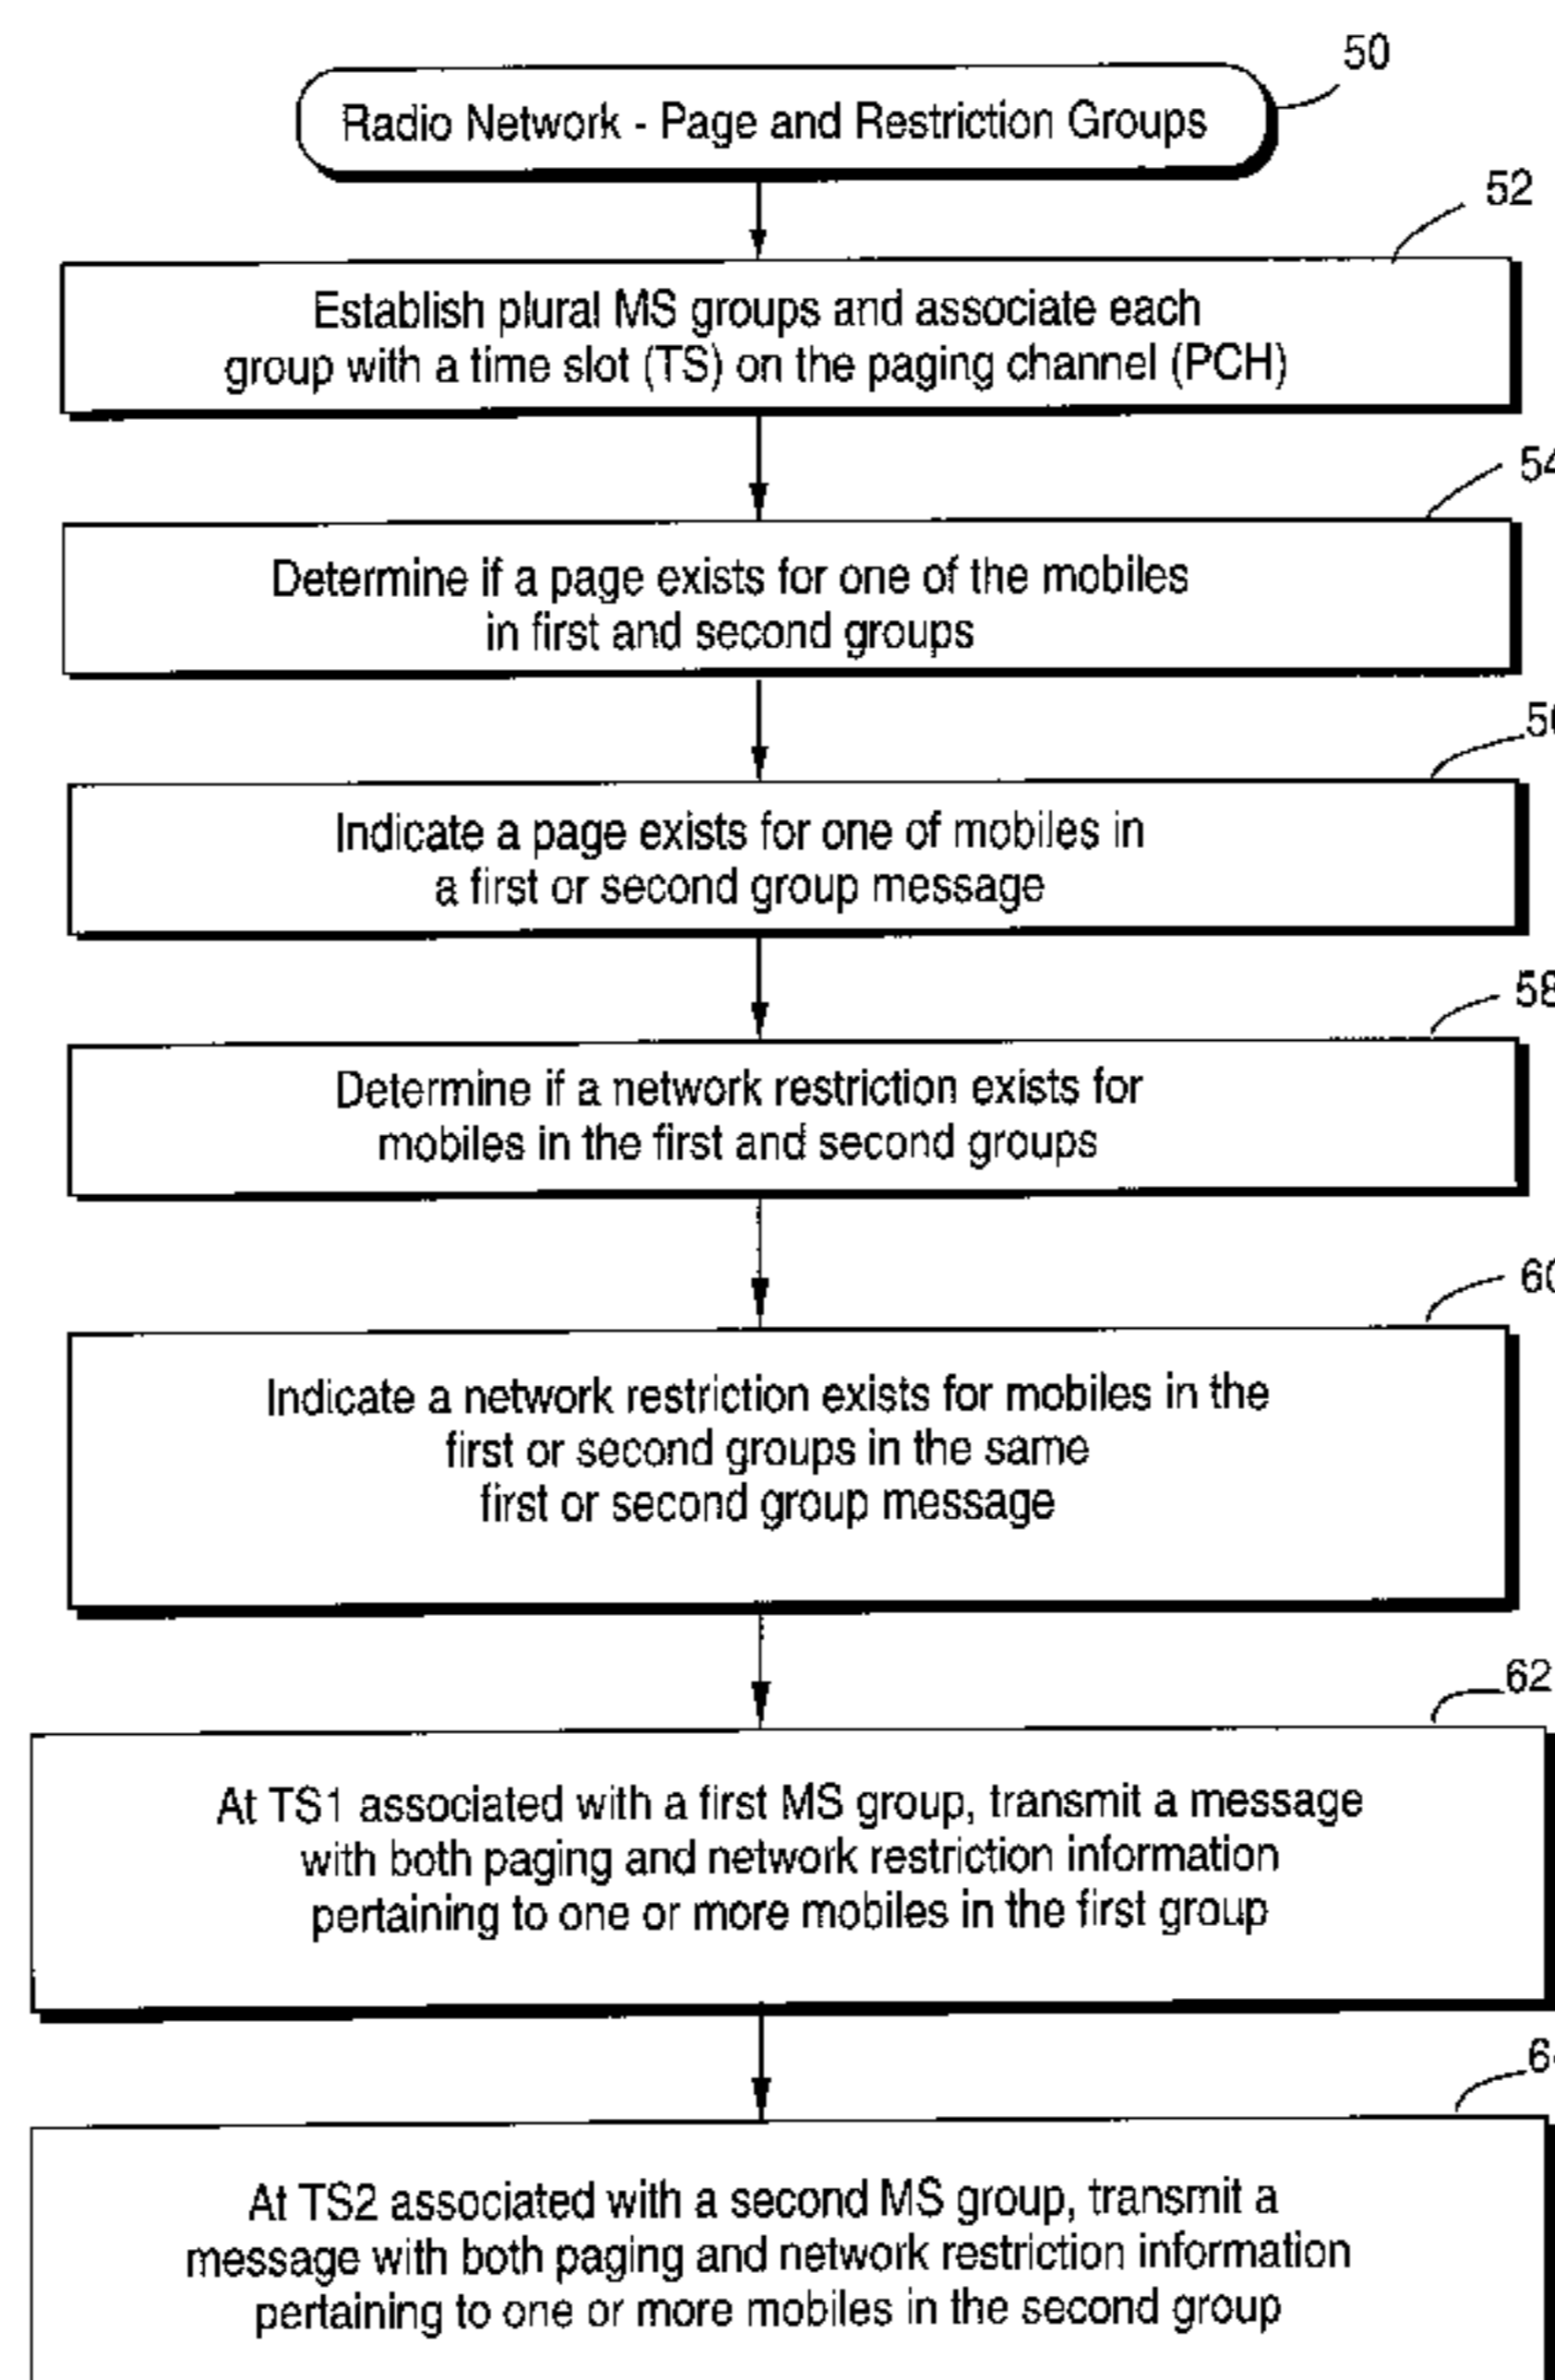 50
Radio Network - Page and Restriction Groups
52
Establish plural MS groups and associate each
group with a time slot (TS) on the paging channel (PCH)
54
Determine if a page exists for one of the mobiles
in first and second groups
Indicate a page exists for one of mobiles in
a first or second group message
58
Determine if a network restriction exists for
mobiles in the first and second groups
60
Indicate a network restriction exists for mobiles in the
first or second groups in the same
first or second group message
62
At TS1 associated with a first MS group, transmit a message
with both paging and network restriction information
pertaining to one or more mobiles in the first group
At TS2 associated with a second MS group, transmit a
message with both paging and network restriction information
pertaining to one or more mobiles in the second group